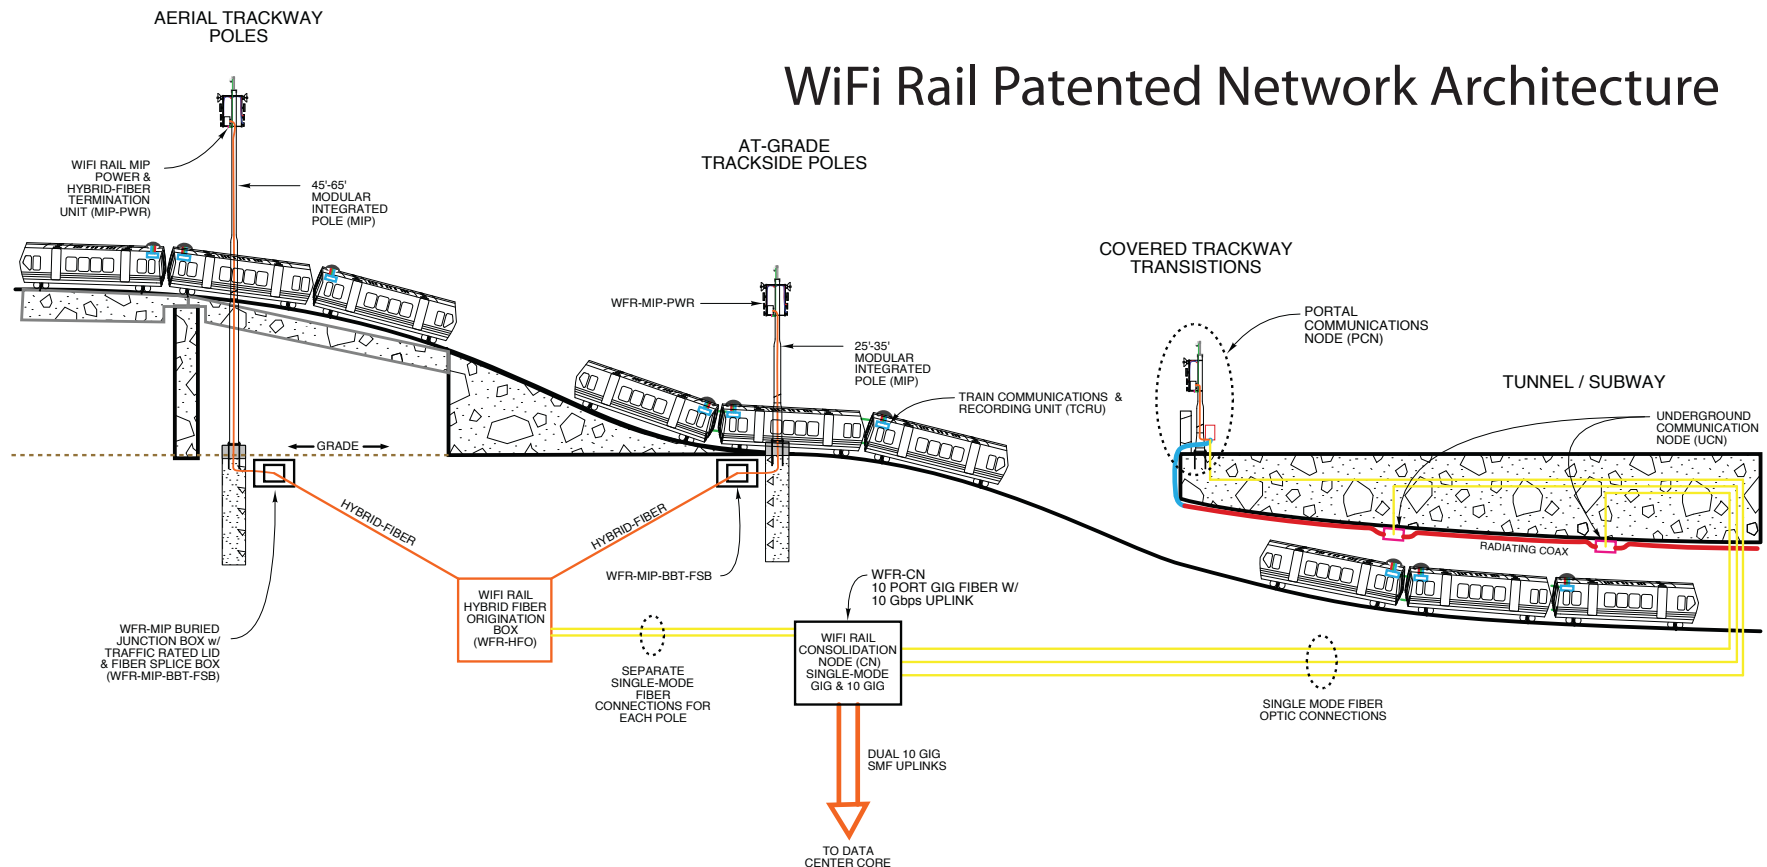 AERIAL TRACKWAY
POLES
WiFi Rail Patented Network Architecture
AT-GRADE
TRACKSIDE POLES
WIFI RAIL MIP
POWER &
HYBRID-FIBER
TERMINATION
UNIT (MIP-PWR)
45'-65'
MODULAR
INTEGRATED
POLE (MIP)
COVERED TRACKWAY
TRANSISTIONS
WFR-MIP-PWR
PORTAL
COMMUNICATIONS
NODE (PCN)
25'-35'
MODULAR
INTEGRATED
POLE (MIP)
TUNNEL / SUBWAY
TRAIN COMMUNICATIONS &
RECORDING UNIT (TCRU)
UNDERGROUND
COMMUNICATION
NODE (UCN)
GRADE
HYBRID-FIBER
HYBRID-FIBER
RADIATING COAX
WFR-MIP-BBT-FSB
WFR-CN
10 PORT GIG FIBER W/
10 Gbps UPLINK
WIFI RAIL
HYBRID FIBER
ORIGINATION
BOX
(WFR-HFO)
WFR-MIP BURIED
JUNCTION BOX w/
TRAFFIC RATED LID
& FIBER SPLICE BOX
(WFR-MIP-BBT-FSB)
WIFI RAIL
CONSOLIDATION
NODE (CN)
SINGLE-MODE
GIG & 10 GIG
SEPARATE
SINGLE-MODE
FIBER
CONNECTIONS FOR
EACH POLE
SINGLE MODE FIBER
OPTIC CONNECTIONS
DUAL 10 GIG
SMF UPLINKS
TO DATA
CENTER CORE